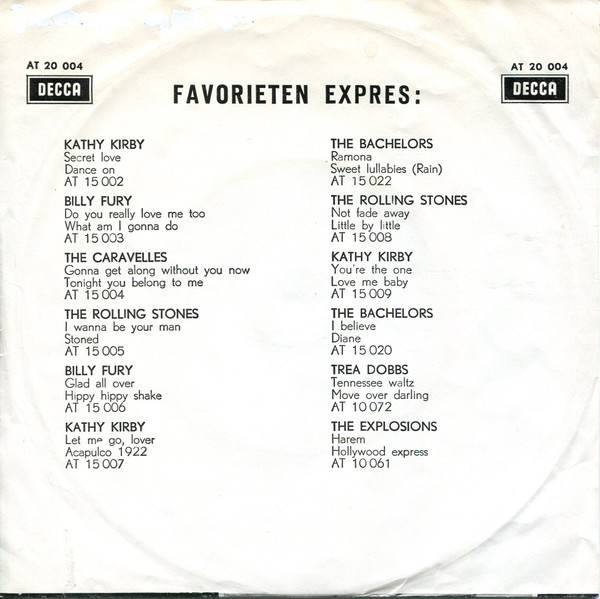 AT 20 004
DECCA
AT 20 004
DECCA
FAVORIETEN EXPRES:
KATHY KIRBY
Secret love
Dance on
AT 15 002
BILLY FURY
Do you really love me too
What am I gonna do
AT 15 003
THE CARAVELLES
Gonna get along without you now
Tonight you belong to me
AT 15 004
THE ROLLING STONES
I wanna be your man
Stoned
AT 15 005
BILLY FURY
Glad all over
Hippy hippy shake
AT 15 006
KATHY KIRBY
Let me go, lover
Acapulco 1922
AT 15 007
THE BACHELORS
Ramona
Sweet lullabies (Rain)
AT 15 022
THE ROLLING STONES
Not fade away
Little by little
AT 15 008
KATHY KIRBY
You're the one
Love me baby
AT 15 009
THE BACHELORS
I believe
Diane
AT 15 020
TREA DOBBS
Tennessee waltz
Move over darling
AT 10 072
THE EXPLOSIONS
Harem
Hollywood express
AT 10 061